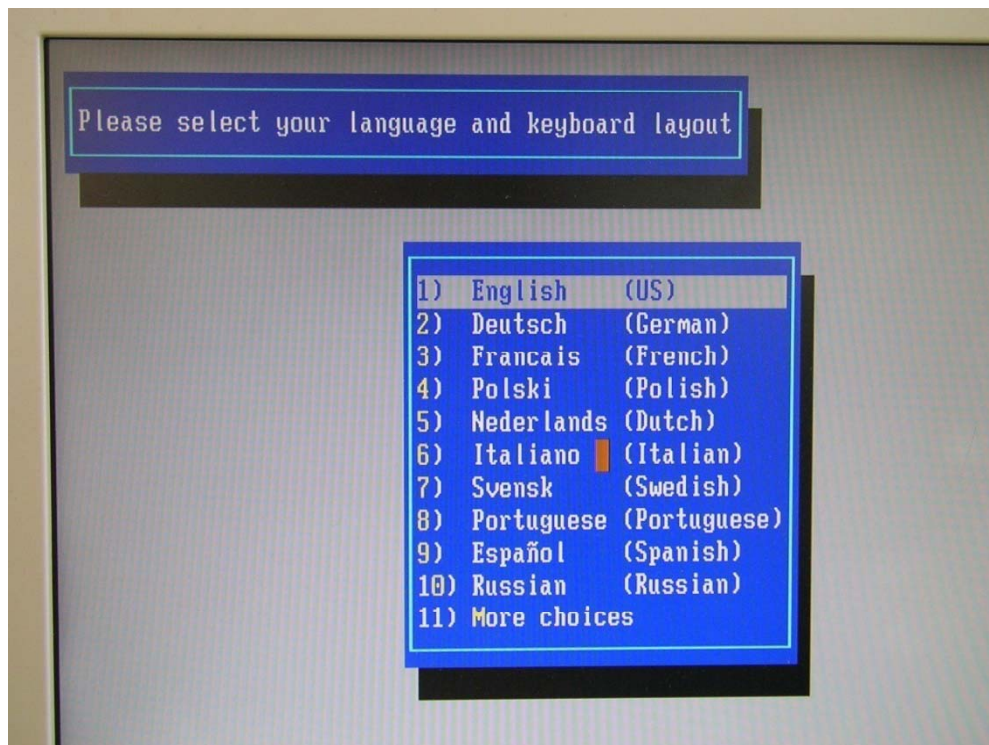 Please select your language and keyboard layout
1) English (US)
2) Deutsch (German)
3) Francais (French)
4) Polski (Polish)
5) Nederlands (Dutch)
6) Italiano (Italian)
7) Svensk (Swedish)
8) Portuguese (Portuguese)
9) Español (Spanish)
10) Russian (Russian)
11) More choices